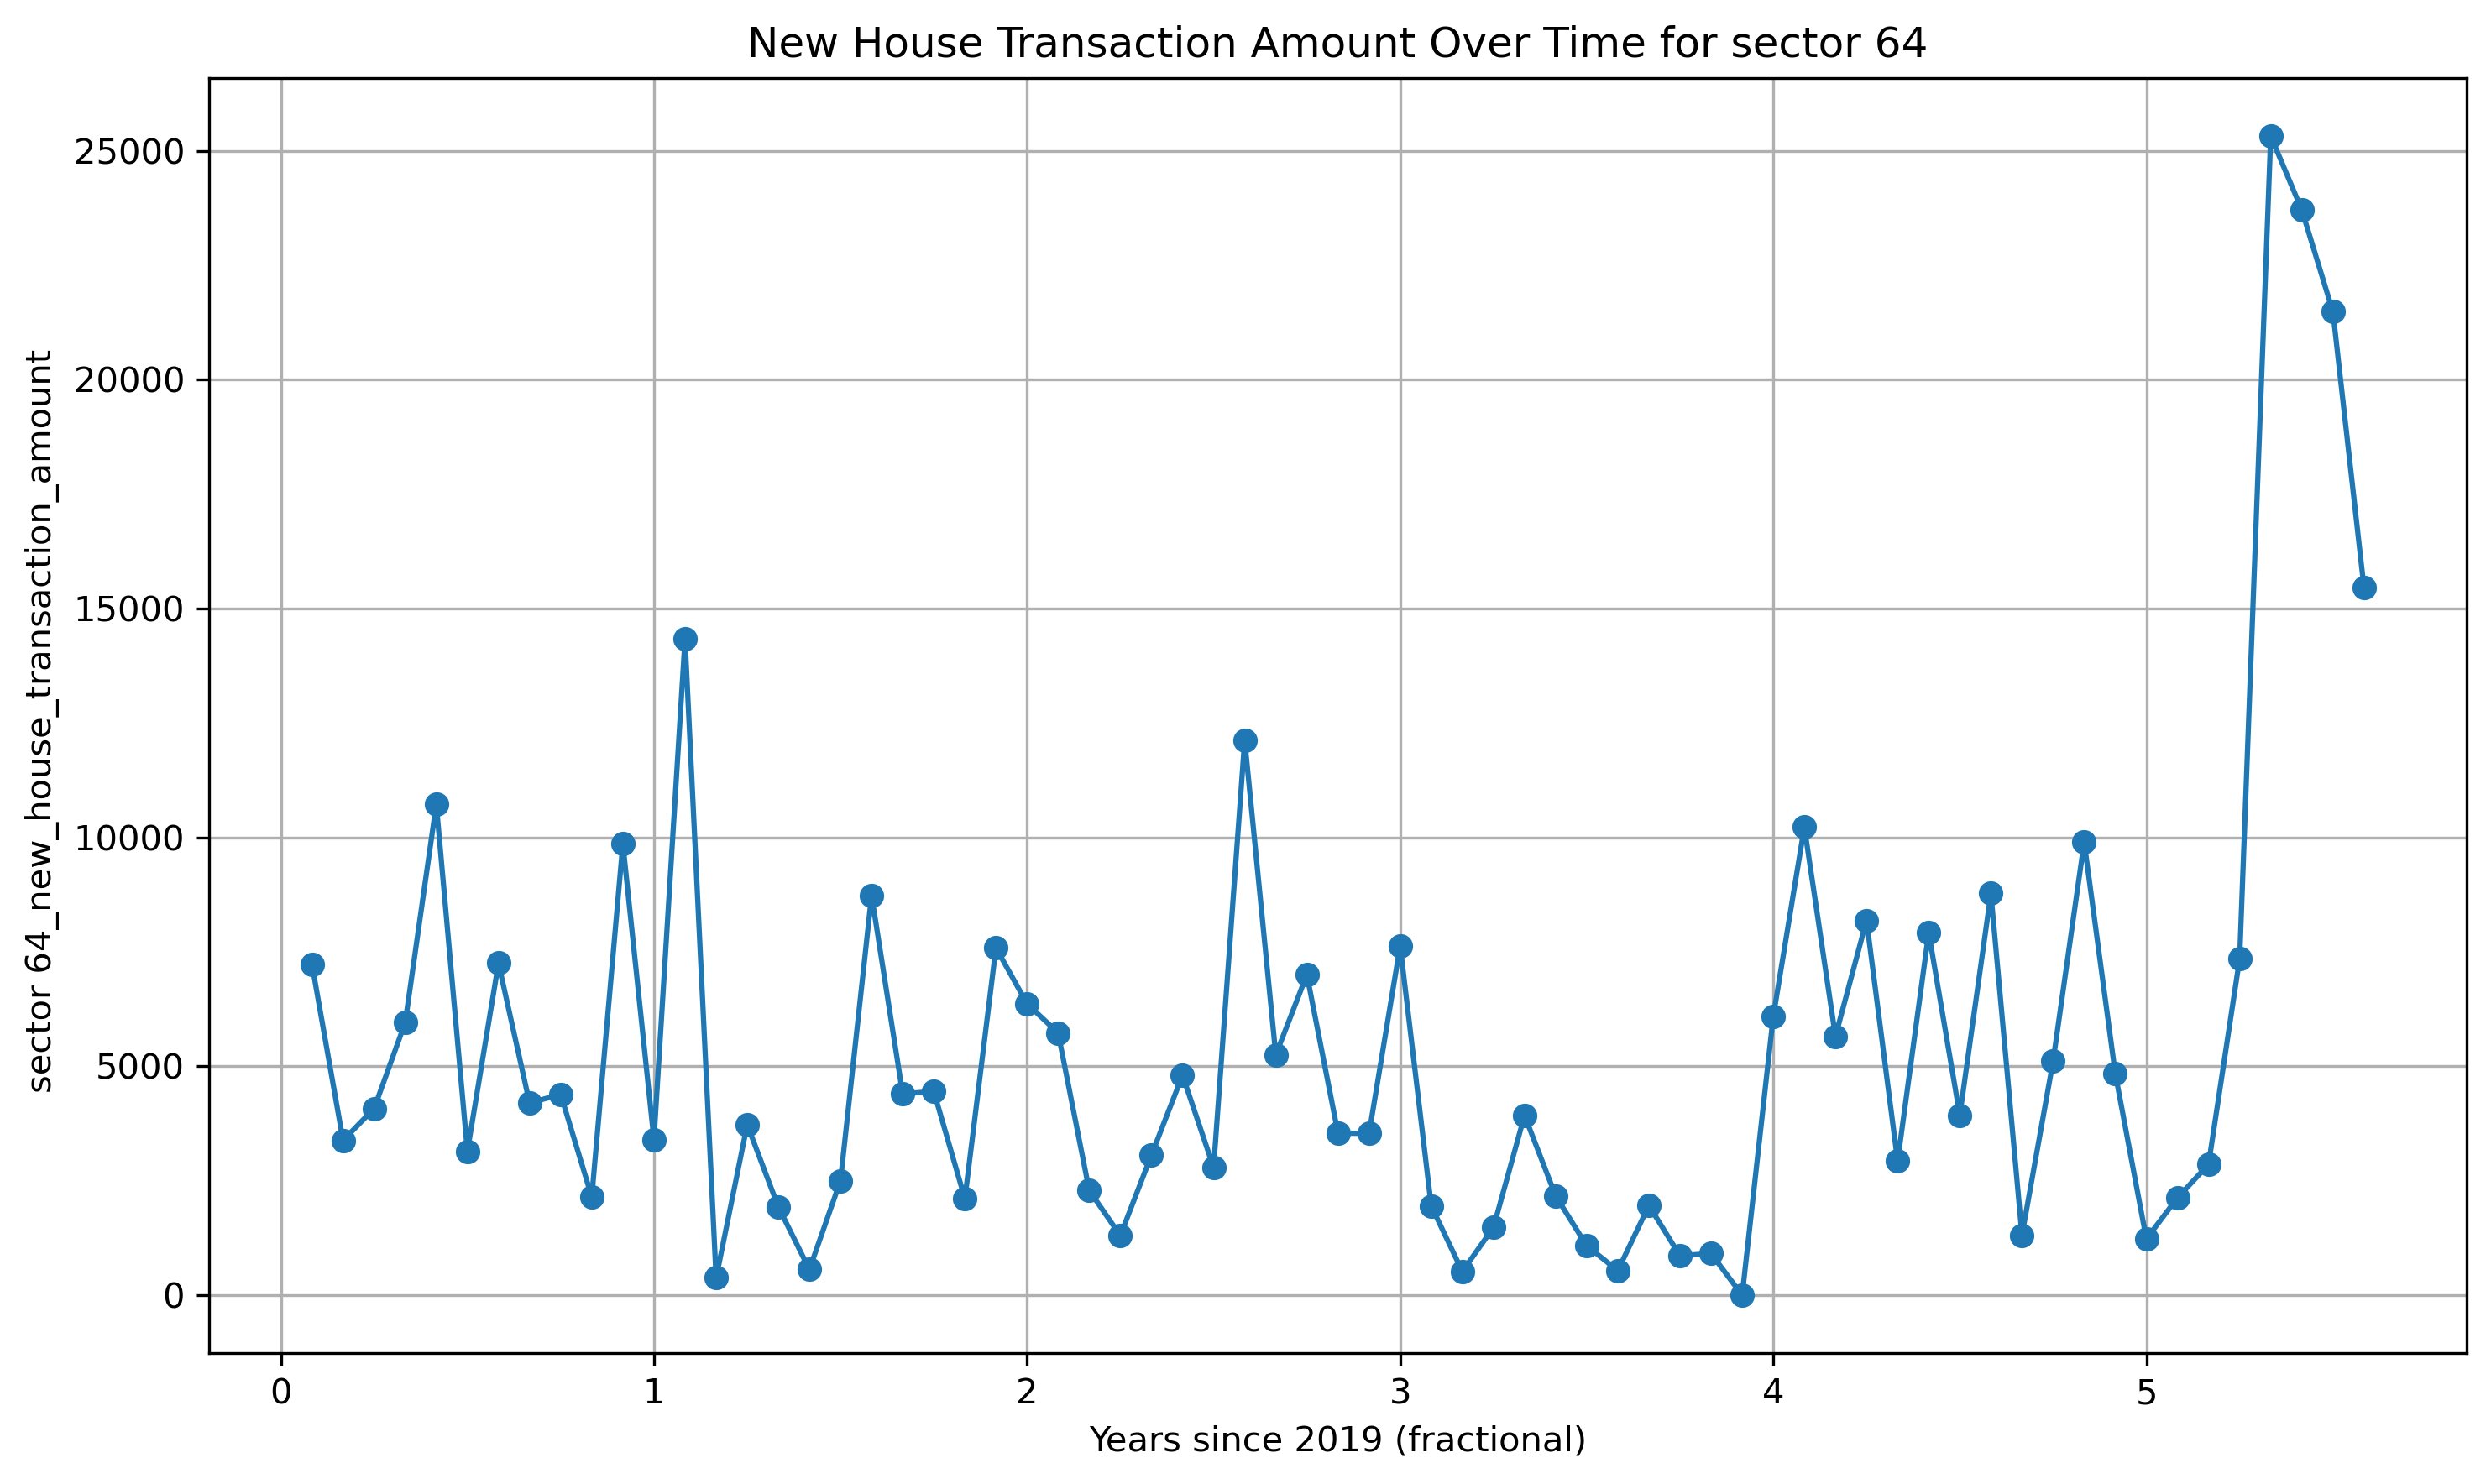 New House Transaction Amount Over Time for sector 64
sector 64_new_house_transaction_amount
25000
20000
15000
10000
5000
0
0 1 2 3 4 5
Years since 2019 (fractional)